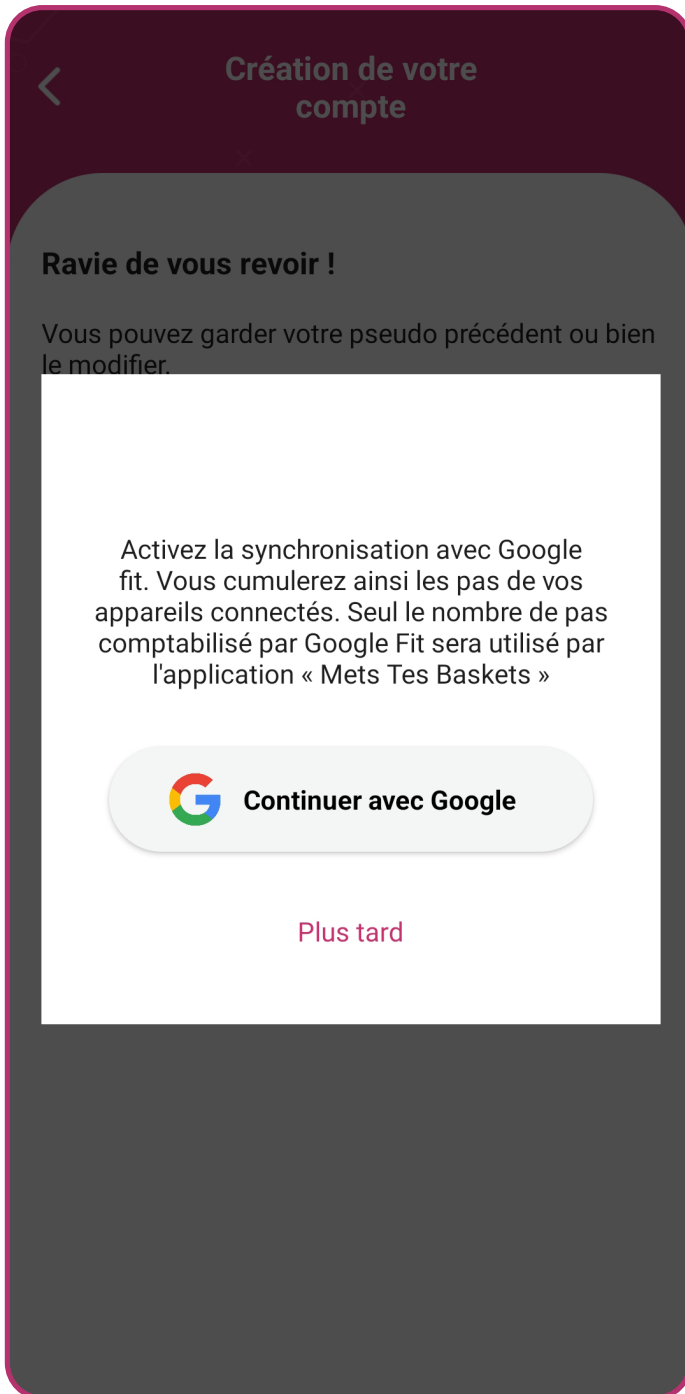 Création de votre
compte
Ravie de vous revoir !
Vous pouvez garder votre pseudo précédent ou bien
le modifier.
Activez la synchronisation avec Google
fit. Vous cumulerez ainsi les pas de vos
appareils connectés. Seul le nombre de pas
comptabilisé par Google Fit sera utilisé par
l'application « Mets Tes Baskets »
Continuer avec Google
Plus tard